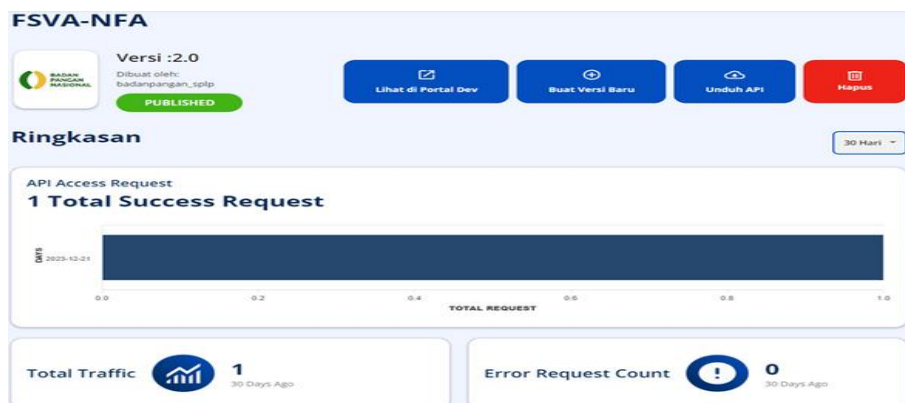 FSVA-NFA
BADAN
PANGAN
NASIONAL
Versi :2.0
Dibuat oleh:
badanpangan_splp
PUBLISHED
Lihat di Portal Dev
Buat Versi Baru
Unduh API
Hapus
Ringkasan
30 Hari
API Access Request
1 Total Success Request
DAYS
2023-12-21
0.0 0.2 0.4 0.6 0.8 1.0
TOTAL REQUEST
Total Traffic
1
30 Days Ago
Error Request Count
0
30 Days Ago